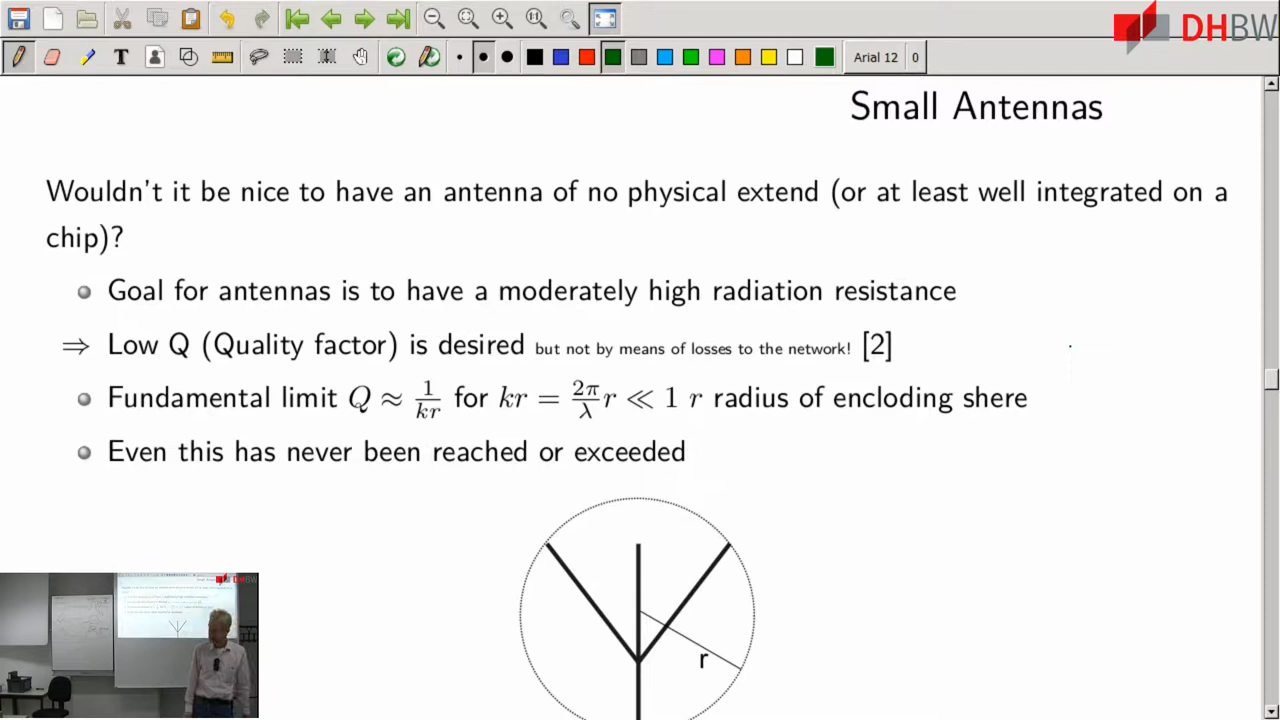 DHBW
T
Arial 12
0
Small Antennas
Wouldn't it be nice to have an antenna of no physical extend (or at least well integrated on a
chip)?
Goal for antennas is to have a moderately high radiation resistance
⇒ Low Q (Quality factor) is desired but not by means of losses to the network! [2]
Fundamental limit Q ≈ 1/kr for kr = 2π/λ r ≪ 1 r radius of encloding shere
Even this has never been reached or exceeded
r